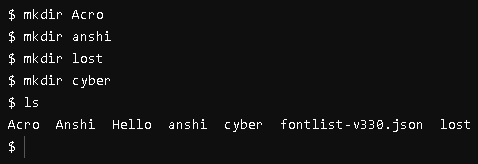 $ mkdir Acro
$ mkdir anshi
$ mkdir lost
$ mkdir cyber
$ ls
Acro  Anshi  Hello  anshi  cyber  fontlist-v330.json  lost
$